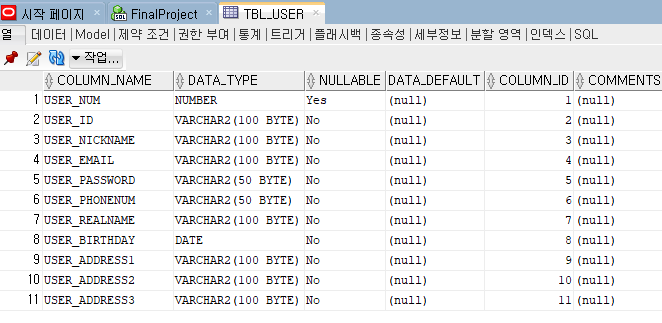 시작 페이지 FinalProject TBL_USER
열 데이터 Model 제약 조건 권한 부여 통계 트리거 플래시백 종속성 세부정보 분할 영역 인덱스 SQL
작업...
COLUMN_NAME DATA_TYPE NULLABLE DATA_DEFAULT COLUMN_ID COMMENTS
1 USER_NUM NUMBER Yes (null) 1 (null)
2 USER_ID VARCHAR2(100 BYTE) No (null) 2 (null)
3 USER_NICKNAME VARCHAR2(100 BYTE) No (null) 3 (null)
4 USER_EMAIL VARCHAR2(100 BYTE) No (null) 4 (null)
5 USER_PASSWORD VARCHAR2(50 BYTE) No (null) 5 (null)
6 USER_PHONENUM VARCHAR2(50 BYTE) No (null) 6 (null)
7 USER_REALNAME VARCHAR2(100 BYTE) No (null) 7 (null)
8 USER_BIRTHDAY DATE No (null) 8 (null)
9 USER_ADDRESS1 VARCHAR2(100 BYTE) No (null) 9 (null)
10 USER_ADDRESS2 VARCHAR2(100 BYTE) No (null) 10 (null)
11 USER_ADDRESS3 VARCHAR2(100 BYTE) No (null) 11 (null)